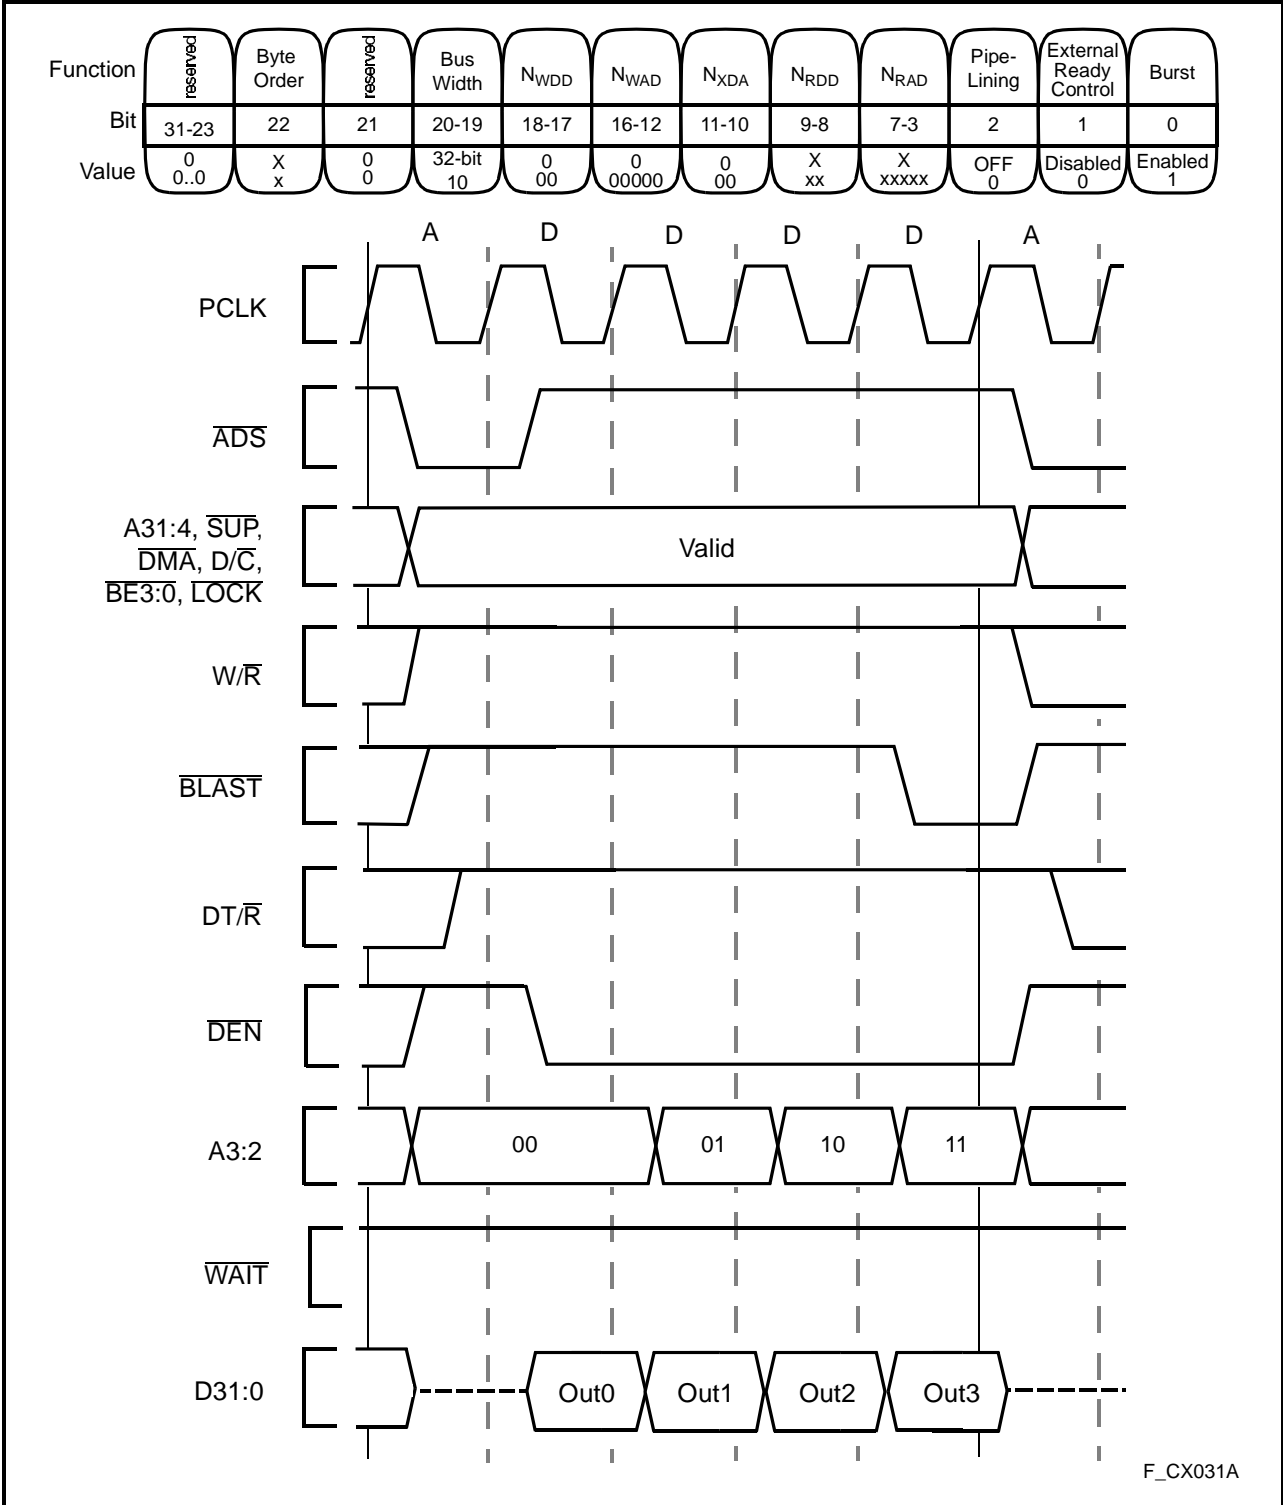 Function reserved Byte Order reserved Bus Width NWDD NWAD NXDA NRDD NRAD Pipe-Lining External Ready Control Burst
Bit 31-23 22 21 20-19 18-17 16-12 11-10 9-8 7-3 2 1 0
Value 0 X 0 32-bit 0 0 0 X X OFF Disabled Enabled
0..0 x 0 10 00 00000 00 xx xxxxx 0 0 1
A D D D D A
PCLK
ADS
A31:4, SUP,
DMA, D/C,
BE3:0, LOCK
Valid
W/R
BLAST
DT/R
DEN
A3:2 00 01 10 11
WAIT
D31:0 Out0 Out1 Out2 Out3
F_CX031A